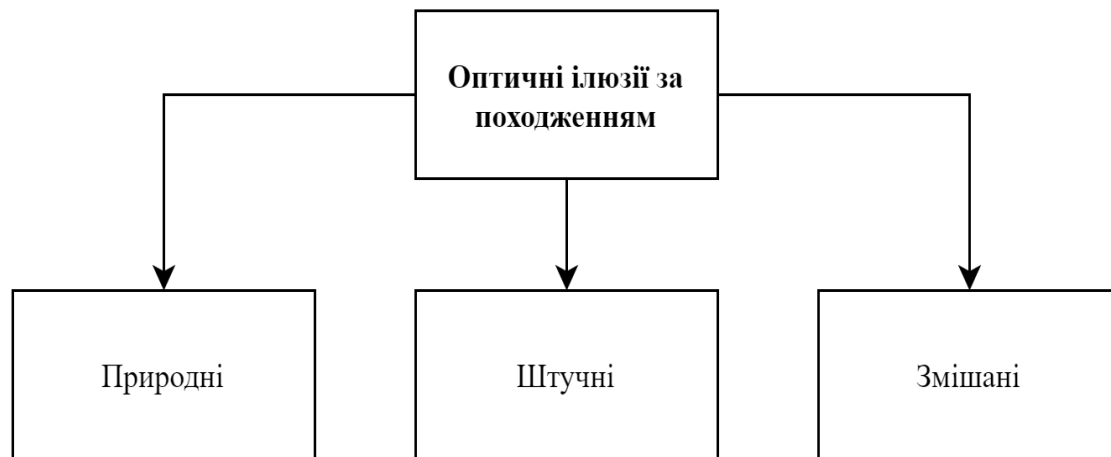 Оптичні ілюзії за
походженням
Природні
Штучні
Змішані